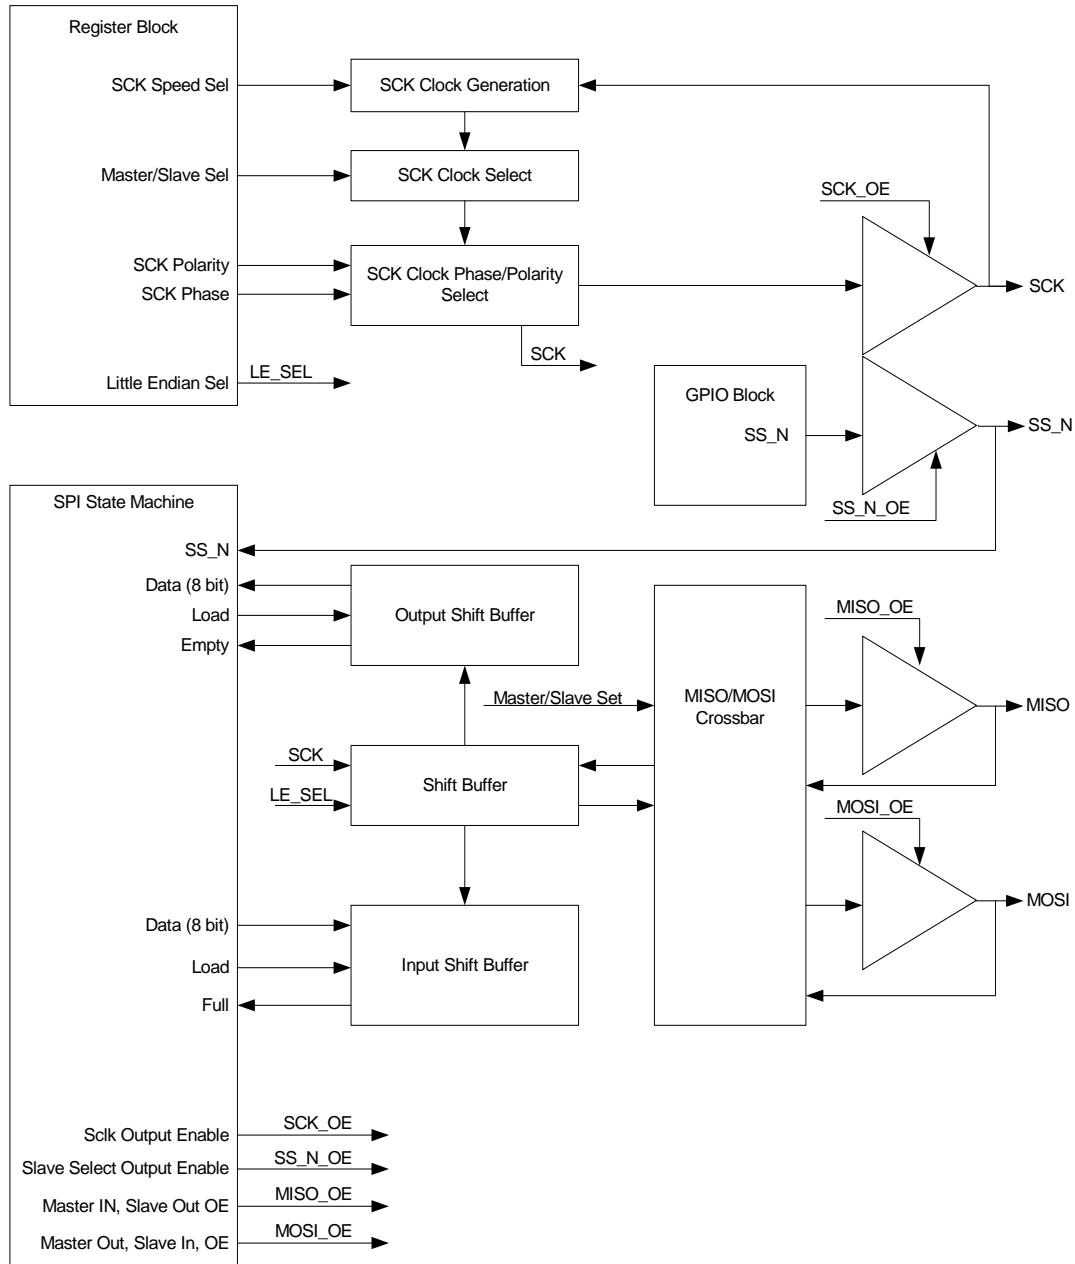 Register Block
SCK Speed Sel
SCK Clock Generation
Master/Slave Sel
SCK Clock Select
SCK_OE
SCK Polarity
SCK Phase
SCK Clock Phase/Polarity
Select
SCK
SCK
Little Endian Sel
LE_SEL
GPIO Block
SS_N
SS_N
SS_N_OE
SPI State Machine
SS_N
Data (8 bit)
Load
Empty
Output Shift Buffer
MISO_OE
Master/Slave Set
MISO/MOSI
Crossbar
MISO
SCK
LE_SEL
Shift Buffer
MOSI_OE
MOSI
Data (8 bit)
Load
Full
Input Shift Buffer
Sclk Output Enable
SCK_OE
Slave Select Output Enable
SS_N_OE
Master IN, Slave Out OE
MISO_OE
Master Out, Slave In, OE
MOSI_OE